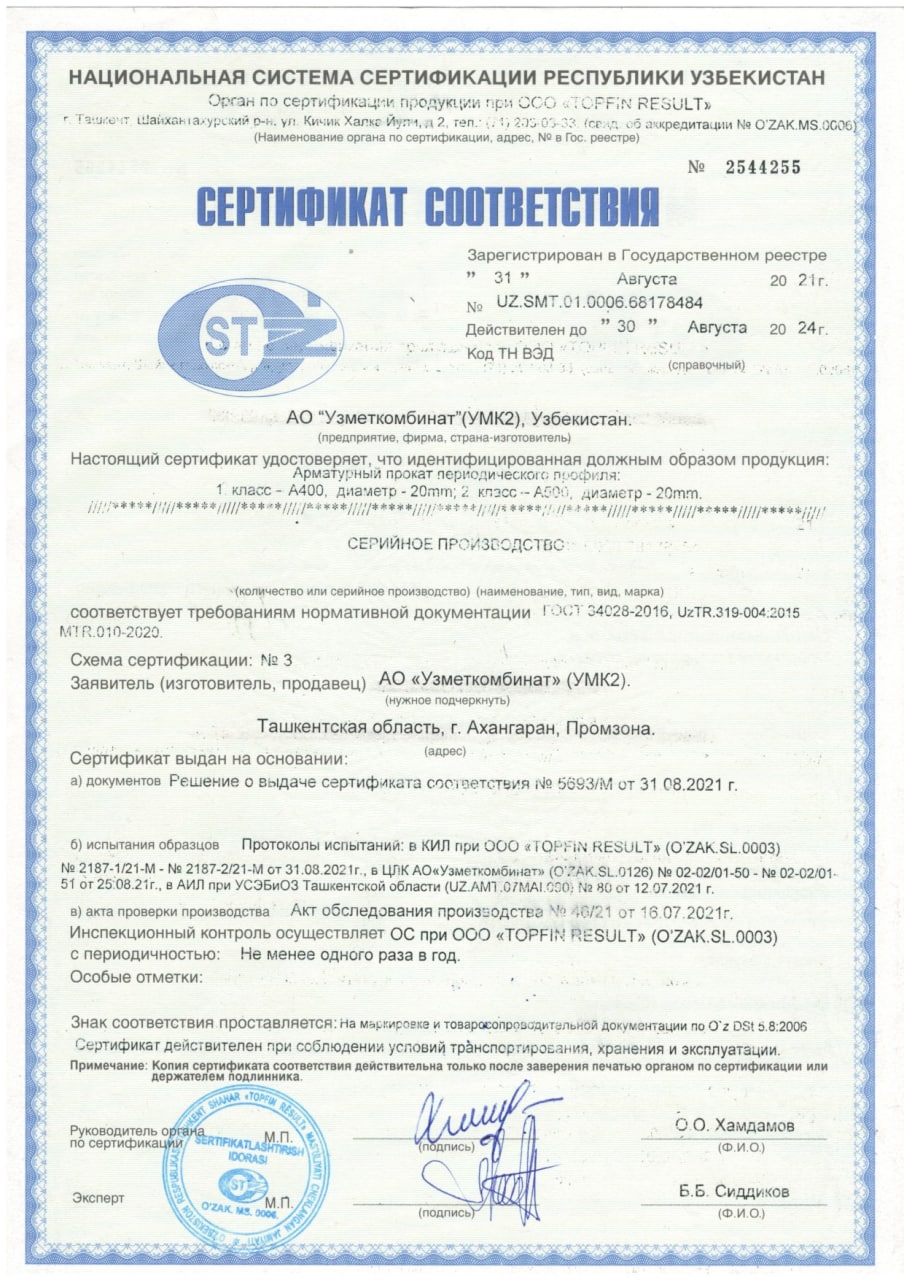 НАЦИОНАЛЬНАЯ СИСТЕМА СЕРТИФИКАЦИИ РЕСПУБЛИКИ УЗБЕКИСТАН
Орган по сертификации продукции при ООО «TOPFIN RESULT»
г. Ташкент, Шайхантахурский р-н. ул. Кичик Халка Йули, д 2, тел.: (свид. об аккредитации № O'ZAK.MS.0006)
(Наименование органа по сертификации, адрес, № в Гос. реестре)
№ 2544255
СЕРТИФИКАТ СООТВЕТСТВИЯ
Зарегистрирован в Государственном реестре
" 31 " Августа 20 21г.
№ UZ.SMT.01.0006.68178484
Действителен до " 30 " Августа 20 24г.
Код ТН ВЭД
(справочный)
ST
АО "Узметкомбинат"(УМК2), Узбекистан.
(предприятие, фирма, страна-изготовитель)
Настоящий сертификат удостоверяет, что идентифицированная должным образом продукция:
Арматурный прокат периодического профиля:
1. класс – А400, диаметр - 20mm; 2. класс – А500, диаметр - 20mm.
/////*****/////*****/////*****/////*****/////*****/////*****/////*****/////*****/////*****/////*****/////
СЕРИЙНОЕ ПРОИЗВОДСТВО
(количество или серийное производство) (наименование, тип, вид, марка)
соответствует требованиям нормативной документации ГОСТ 34028-2016, UzTR.319-004:2015
MTR.010-2020.
Схема сертификации: № 3
Заявитель (изготовитель, продавец) АО «Узметкомбинат» (УМК2).
(нужное подчеркнуть)
Ташкентская область, г. Ахангаран, Промзона.
(адрес)
Сертификат выдан на основании:
а) документов Решение о выдаче сертификата соответствия № 5693/М от 31.08.2021 г.
б) испытания образцов Протоколы испытаний: в КИЛ при ООО «TOPFIN RESULT» (O'ZAK.SL.0003)
№ 2187-1/21-М - № 2187-2/21-М от 31.08.2021г., в ЦЛК АО«Узметкомбинат» (O'ZAK.SL.0126) № 02-02/01-50 - № 02-02/01-
51 от 25.08.21г., в АИЛ при УСЭБиОЗ Ташкентской области (UZ.AMT.07MAI.090) № 80 от 12.07.2021 г.
в) акта проверки производства Акт обследования производства № 46/21 от 16.07.2021г.
Инспекционный контроль осуществляет ОС при ООО «TOPFIN RESULT» (O'ZAK.SL.0003)
с периодичностью: Не менее одного раза в год.
Особые отметки:
Знак соответствия проставляется: На маркировке и товаросопроводительной документации по O`z DSt 5.8:2006
Сертификат действителен при соблюдении условий транспортирования, хранения и эксплуатации.
Примечание: Копия сертификата соответствия действительна только после заверения печатью органом по сертификации или
держателем подлинника.
Руководитель органа
по сертификации М.П.
(подпись)
О.О. Хамдамов
(Ф.И.О.)
Эксперт М.П.
(подпись)
Б.Б. Сиддиков
(Ф.И.О.)
SERTIFIKATLASHTIRISH
IDORASI
ST
O'ZAK. MS. 0006.